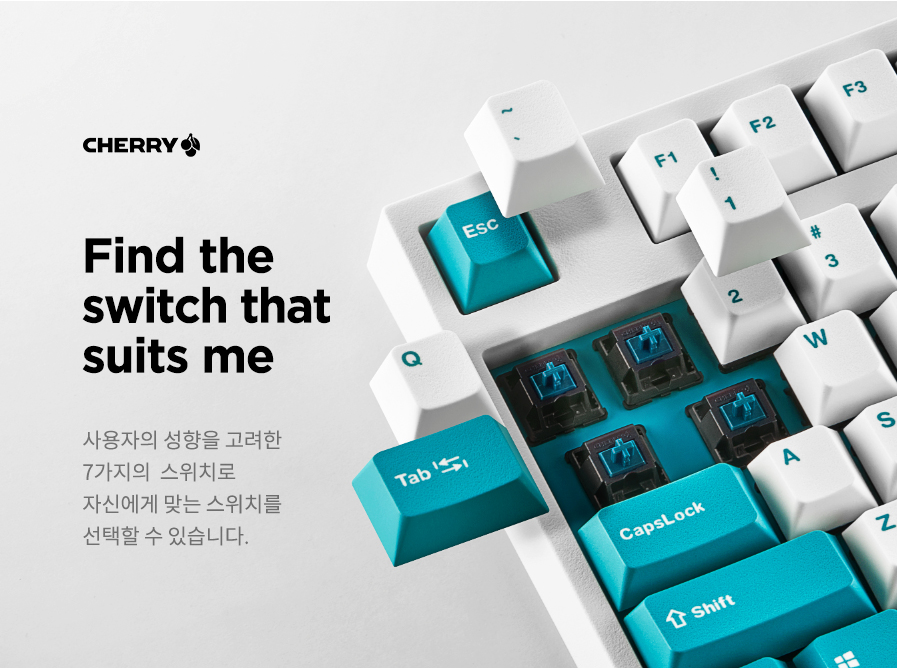 CHERRY
Find the
switch that
suits me
사용자의 성향을 고려한
7가지의 스위치로
자신에게 맞는 스위치를
선택할 수 있습니다.
~
`
F1
F2
F3
!
1
Esc
#
3
2
Q
W
S
Tab
A
CapsLock
Z
Shift